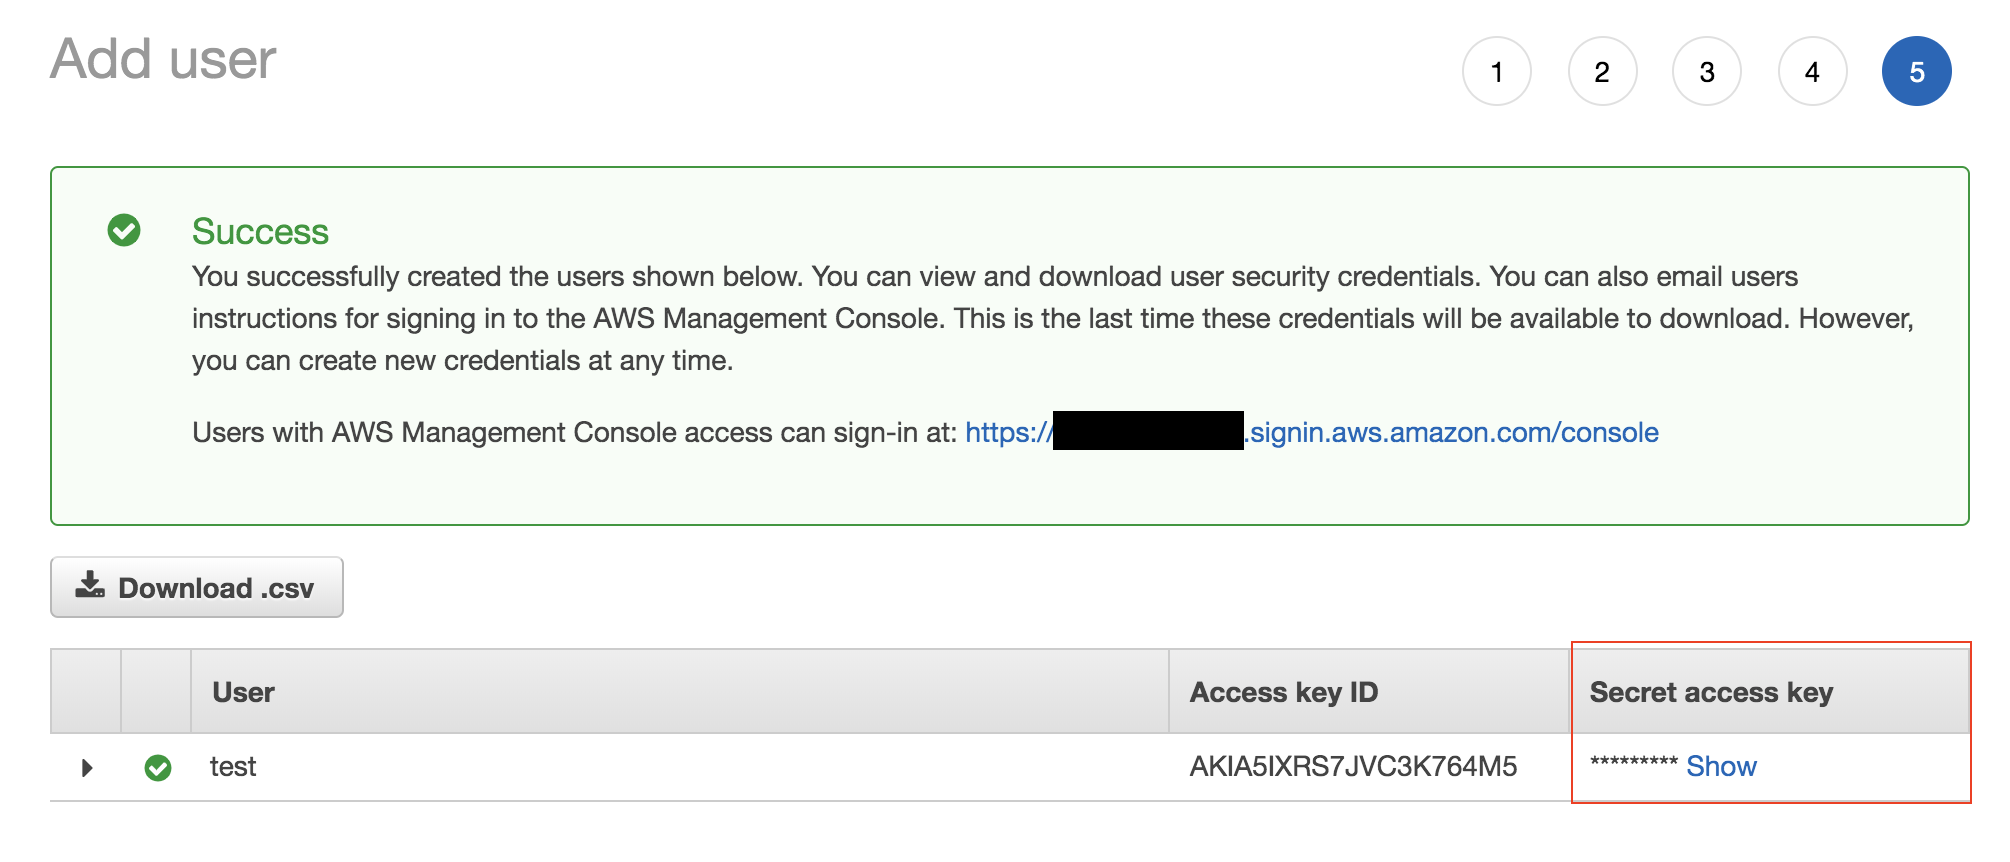 Add user
1 2 3 4 5
Success
You successfully created the users shown below. You can view and download user security credentials. You can also email users
instructions for signing in to the AWS Management Console. This is the last time these credentials will be available to download. However,
you can create new credentials at any time.
Users with AWS Management Console access can sign-in at: https:// .signin.aws.amazon.com/console
Download .csv
User Access key ID Secret access key
test AKIA5IXRS7JVC3K764M5 ********* Show